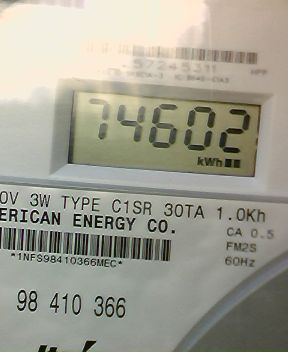 57245311
74602
kWh
0V 3W TYPE C1SR 30TA 1.0Kh
ERICAN ENERGY CO.
CA 0.5
FM2S
*1NFS98410366MEC*
60Hz
98 410 366